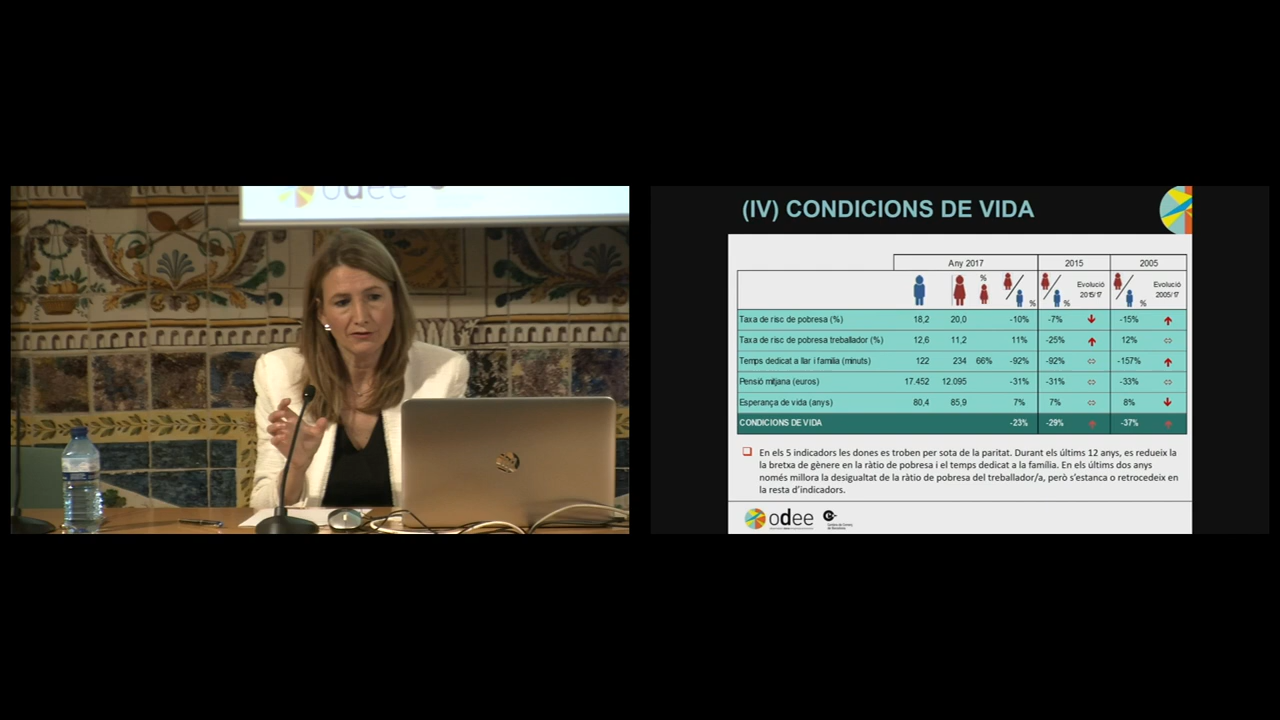 odee
(IV) CONDICIONS DE VIDA
Any 2017 2015 2005
% % % Evolució 2015/17 % Evolució 2005/17
Taxa de risc de pobresa (%) 18,2 20,0 -10% -7% -15%
Taxa de risc de pobresa treballador (%) 12,6 11,2 11% -25% 12%
Temps dedicat a llar i família (minuts) 122 234 66% -92% -92% -157%
Pensió mitjana (euros) 17.452 12.095 -31% -31% -33%
Esperança de vida (anys) 80,4 85,9 7% 7% 8%
CONDICIONS DE VIDA -23% -29% -37%
En els 5 indicadors les dones es troben per sota de la paritat. Durant els últims 12 anys, es redueix la
la bretxa de gènere en la ràtio de pobresa i el temps dedicat a la família. En els últims dos anys
només millora la desigualtat de la ràtio de pobresa del treballador/a, però s'estanca o retrocedeix en
la resta d'indicadors.
odee